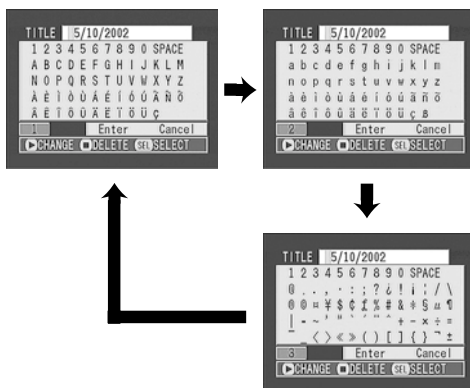 TITLE 5/10/2002
1 2 3 4 5 6 7 8 9 0 SPACE
A B C D E F G H I J K L M
N O P Q R S T U V W X Y Z
À È Ì Ò Ù Á É Í Ó Ú Ã Ñ Õ
Â Ê Î Ô Û Ä Ë Ï Ö Ü ç
1 Enter Cancel
CHANGE DELETE SEL SELECT
TITLE 5/10/2002
1 2 3 4 5 6 7 8 9 0 SPACE
a b c d e f g h i j k l m
n o p q r s t u v w x y z
à è ì ò ù á é í ó ú ã ñ õ
â ê î ô û ä ë ï ö ü ç ß
2 Enter Cancel
CHANGE DELETE SEL SELECT
TITLE 5/10/2002
1 2 3 4 5 6 7 8 9 0 SPACE
@ . , · : ; ? ¿ ! ¡ / \
¤ ¥ $ ¢ £ % # & * § µ ¶
| - ~ ' " ` ´ ¨ ^ + - × ÷ =
_ 〈 〉 《 》 ( ) [ ] { } ±
3 Enter Cancel
CHANGE DELETE SEL SELECT